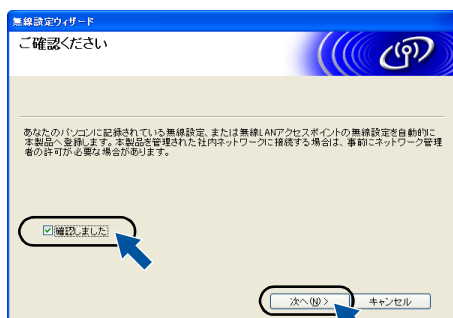 無線設定ウィザード
ご確認ください
あなたのパソコンに記録されている無線設定、または無線LANアクセスポイントの無線設定を自動的に
本製品へ登録します。本製品を管理された社内ネットワークに接続する場合は、事前にネットワーク管理
者の許可が必要な場合があります。
確認しました
次へ(N) >
キャンセル